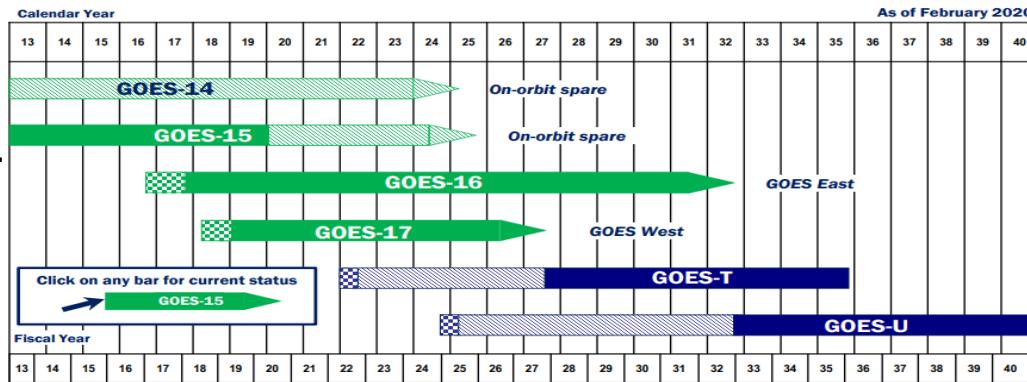 Calendar Year As of February 2020
13 14 15 16 17 18 19 20 21 22 23 24 25 26 27 28 29 30 31 32 33 34 35 36 37 38 39 40
GOES-14 On-orbit spare
GOES-15 On-orbit spare
GOES-16 GOES East
GOES-17 GOES West
Click on any bar for current status
GOES-15
GOES-T
GOES-U
Fiscal Year
13 14 15 16 17 18 19 20 21 22 23 24 25 26 27 28 29 30 31 32 33 34 35 36 37 38 39 40